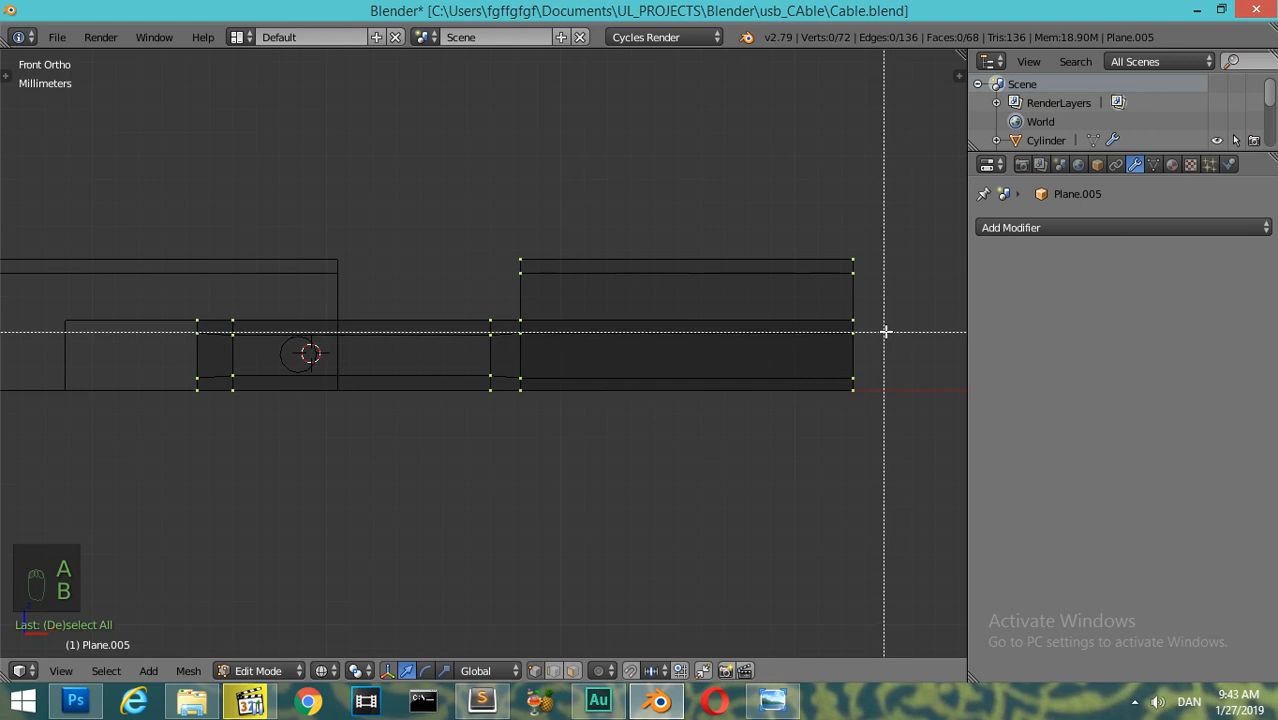 Blender* [C:\Users\fgffgfgf\Documents\UL_PROJECTS\Blender\usb_CAble\Cable.blend]
File Render Window Help Default Scene Cycles Render v2.79 | Verts:0/72 | Edges:0/136 | Faces:0/68 | Tris:136 | Mem:18.90M | Plane.005
Front Ortho
Millimeters
View Search All Scenes
Scene
RenderLayers
World
Cylinder
Plane.005
Add Modifier
A
B
Last: (De)select All
(1) Plane.005
Activate Windows
Go to PC settings to activate Windows.
View Select Add Mesh Edit Mode Global
Ps 321 S Au DAN 9:43 AM
1/27/2019